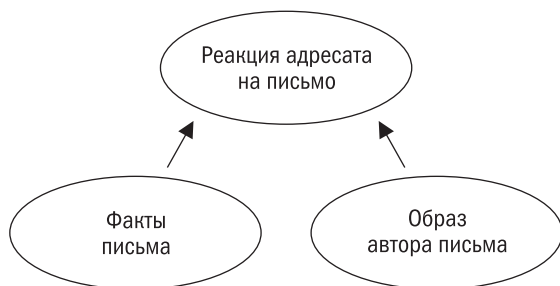 Реакция адресата
на письмо
Факты
письма
Образ
автора письма